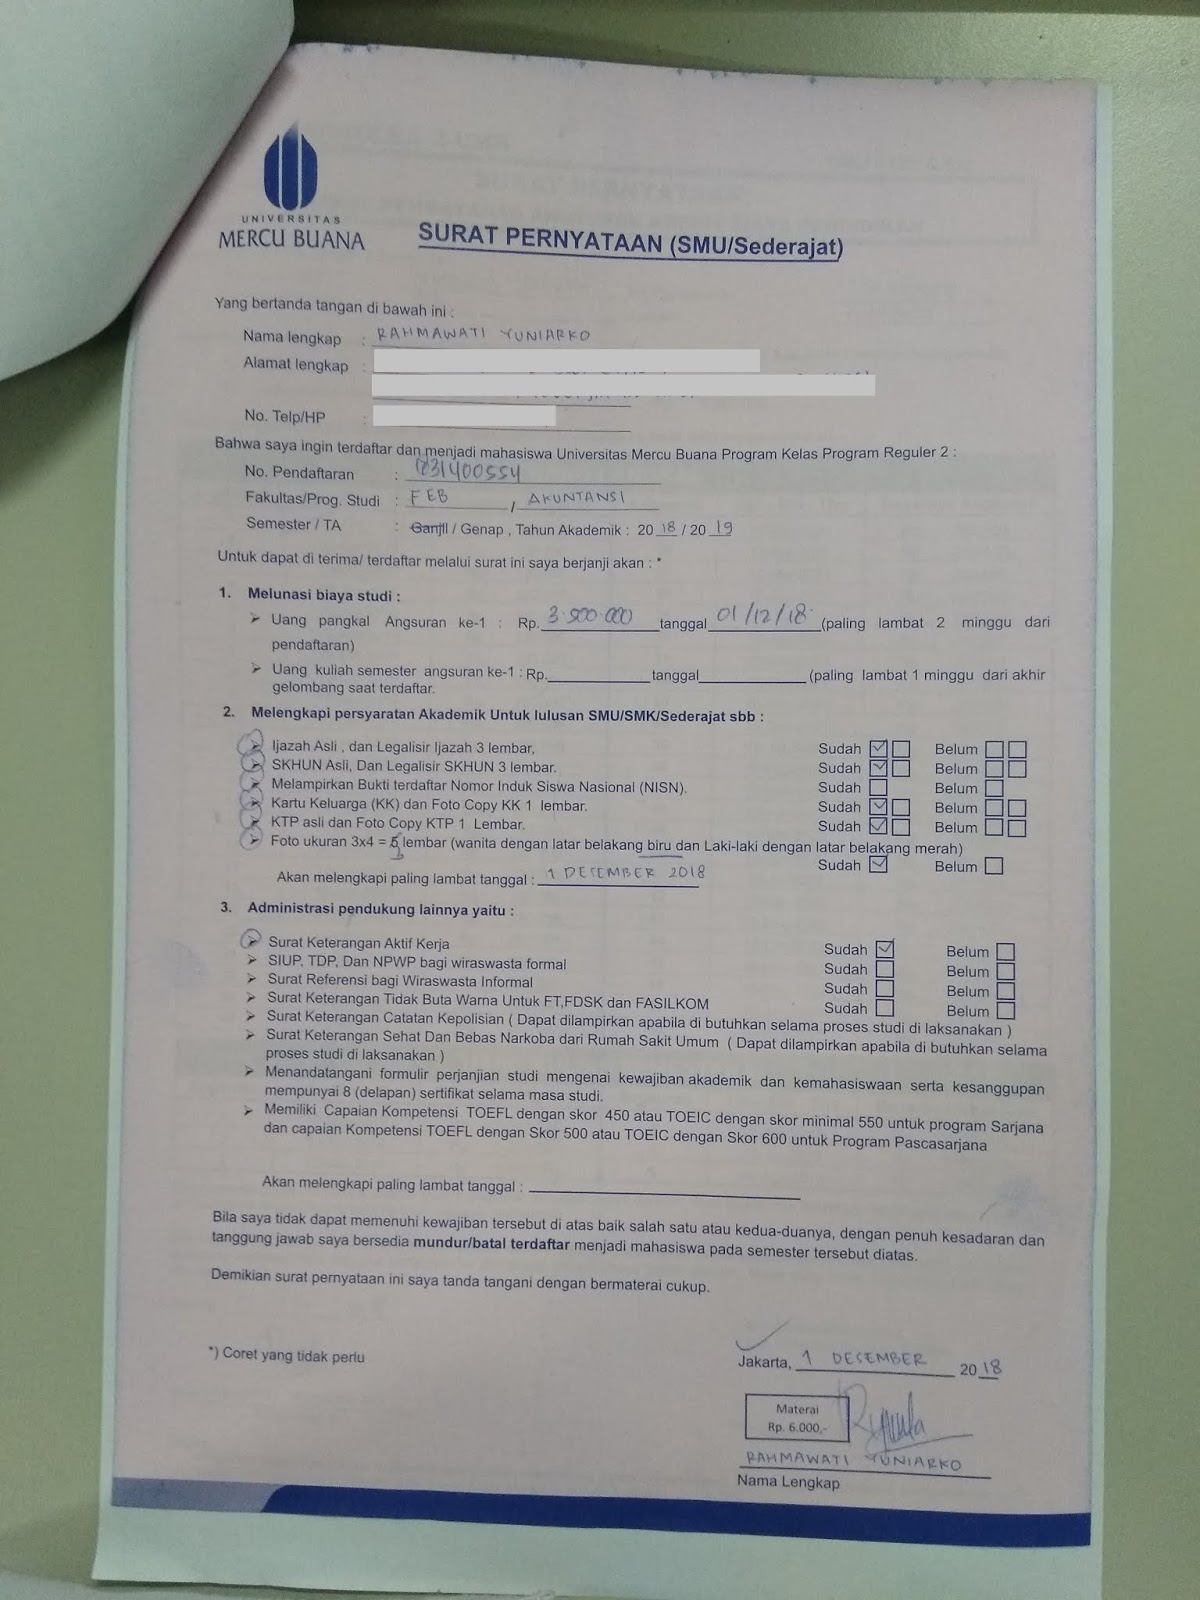 UNIVERSITAS
MERCU BUANA
SURAT PERNYATAAN (SMU/Sederajat)
Yang bertanda tangan di bawah ini :
Nama lengkap : RAHMAWATI YUNIARKO
Alamat lengkap :
No. Telp/HP :
Bahwa saya ingin terdaftar dan menjadi mahasiswa Universitas Mercu Buana Program Kelas Program Reguler 2 :
No. Pendaftaran : 031400554
Fakultas/Prog. Studi : FEB , AKUNTANSI
Semester / TA : Ganjil / Genap , Tahun Akademik : 20 18 / 20 19
Untuk dapat di terima/ terdaftar melalui surat ini saya berjanji akan : *
1. Melunasi biaya studi :
➢ Uang pangkal Angsuran ke-1 : Rp. 3.500.000 tanggal 01/12/18 (paling lambat 2 minggu dari
pendaftaran)
➢ Uang kuliah semester angsuran ke-1 : Rp.____________ tanggal____________ (paling lambat 1 minggu dari akhir
gelombang saat terdaftar.
2. Melengkapi persyaratan Akademik Untuk lulusan SMU/SMK/Sederajat sbb :
➢ Ijazah Asli , dan Legalisir Ijazah 3 lembar, Sudah Belum
➢ SKHUN Asli, Dan Legalisir SKHUN 3 lembar. Sudah Belum
➢ Melampirkan Bukti terdaftar Nomor Induk Siswa Nasional (NISN). Sudah Belum
➢ Kartu Keluarga (KK) dan Foto Copy KK 1 lembar. Sudah Belum
➢ KTP asli dan Foto Copy KTP 1 Lembar. Sudah Belum
➢ Foto ukuran 3x4 = lembar (wanita dengan latar belakang biru dan Laki-laki dengan latar belakang merah)
Sudah Belum
Akan melengkapi paling lambat tanggal : 1 DESEMBER 2018
3. Administrasi pendukung lainnya yaitu :
➢ Surat Keterangan Aktif Kerja Sudah Belum
➢ SIUP, TDP, Dan NPWP bagi wiraswasta formal Sudah Belum
➢ Surat Referensi bagi Wiraswasta Informal Sudah Belum
➢ Surat Keterangan Tidak Buta Warna Untuk FT,FDSK dan FASILKOM Sudah Belum
➢ Surat Keterangan Catatan Kepolisian ( Dapat dilampirkan apabila di butuhkan selama proses studi di laksanakan )
➢ Surat Keterangan Sehat Dan Bebas Narkoba dari Rumah Sakit Umum ( Dapat dilampirkan apabila di butuhkan selama
proses studi di laksanakan )
➢ Menandatangani formulir perjanjian studi mengenai kewajiban akademik dan kemahasiswaan serta kesanggupan
mempunyai 8 (delapan) sertifikat selama masa studi.
➢ Memiliki Capaian Kompetensi TOEFL dengan skor 450 atau TOEIC dengan skor minimal 550 untuk program Sarjana
dan capaian Kompetensi TOEFL dengan Skor 500 atau TOEIC dengan Skor 600 untuk Program Pascasarjana
Akan melengkapi paling lambat tanggal :
Bila saya tidak dapat memenuhi kewajiban tersebut di atas baik salah satu atau kedua-duanya, dengan penuh kesadaran dan
tanggung jawab saya bersedia mundur/batal terdaftar menjadi mahasiswa pada semester tersebut diatas.
Demikian surat pernyataan ini saya tanda tangani dengan bermaterai cukup.
*) Coret yang tidak perlu
Jakarta, 1 DESEMBER 20 18
Materai
Rp. 6.000,-
RAHMAWATI YUNIARKO
Nama Lengkap